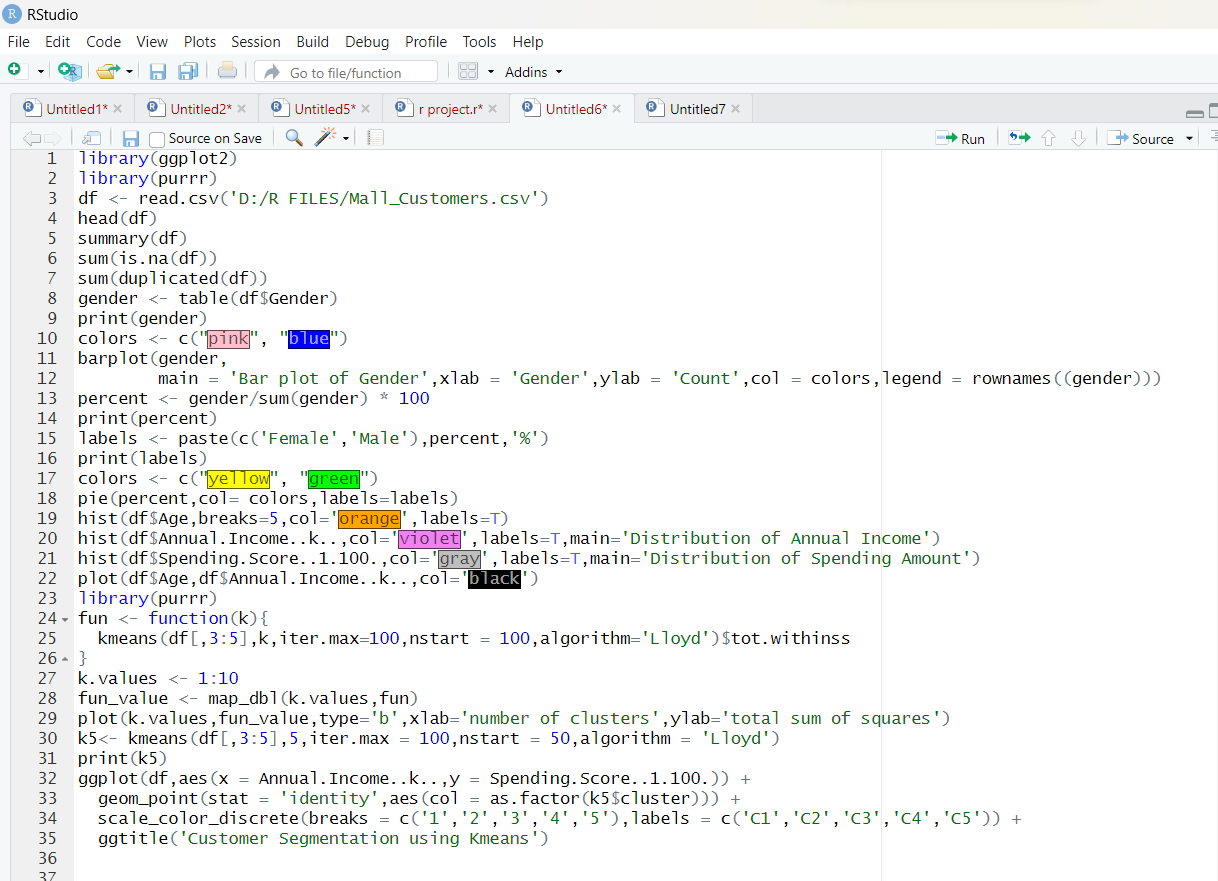 RStudio
File Edit Code View Plots Session Build Debug Profile Tools Help
Go to file/function Addins
Untitled1* Untitled2* Untitled5* r project.r* Untitled6* Untitled7
Source on Save Run Source
1 library(ggplot2)
2 library(purrr)
3 df <- read.csv('D:/R FILES/Mall_Customers.csv')
4 head(df)
5 summary(df)
6 sum(is.na(df))
7 sum(duplicated(df))
8 gender <- table(df$Gender)
9 print(gender)
10 colors <- c("pink", "blue")
11 barplot(gender,
12 main = 'Bar plot of Gender',xlab = 'Gender',ylab = 'Count',col = colors,legend = rownames((gender)))
13 percent <- gender/sum(gender) * 100
14 print(percent)
15 labels <- paste(c('Female','Male'),percent,'%')
16 print(labels)
17 colors <- c("yellow", "green")
18 pie(percent,col= colors,labels=labels)
19 hist(df$Age,breaks=5,col='orange',labels=T)
20 hist(df$Annual.Income..k..,col='violet',labels=T,main='Distribution of Annual Income')
21 hist(df$Spending.Score..1.100.,col='gray',labels=T,main='Distribution of Spending Amount')
22 plot(df$Age,df$Annual.Income..k..,col='black')
23 library(purrr)
24 fun <- function(k){
25 kmeans(df[,3:5],k,iter.max=100,nstart = 100,algorithm='Lloyd')$tot.withinss
26 }
27 k.values <- 1:10
28 fun_value <- map_dbl(k.values,fun)
29 plot(k.values,fun_value,type='b',xlab='number of clusters',ylab='total sum of squares')
30 k5<- kmeans(df[,3:5],5,iter.max = 100,nstart = 50,algorithm = 'Lloyd')
31 print(k5)
32 ggplot(df,aes(x = Annual.Income..k..,y = Spending.Score..1.100.)) +
33 geom_point(stat = 'identity',aes(col = as.factor(k5$cluster))) +
34 scale_color_discrete(breaks = c('1','2','3','4','5'),labels = c('C1','C2','C3','C4','C5')) +
35 ggtitle('Customer Segmentation using Kmeans')
36
37